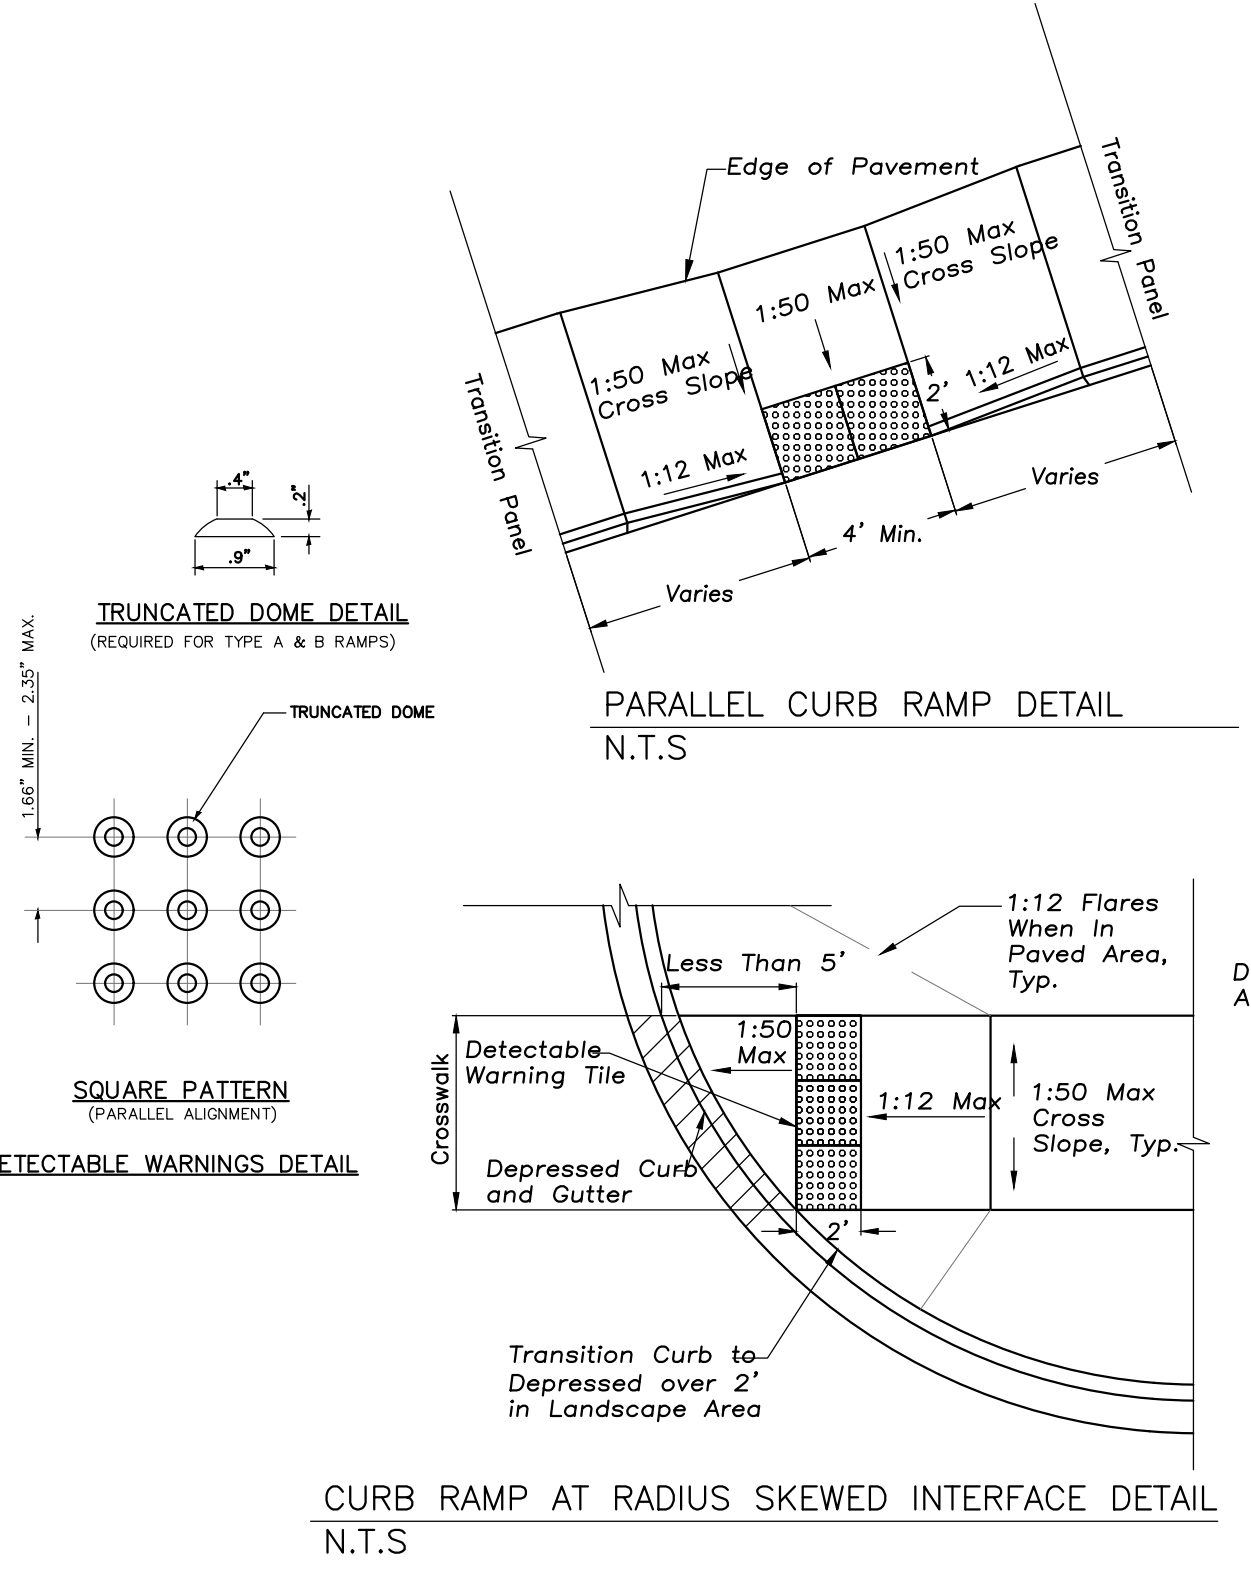 Edge of Pavement
Transition Panel
1:50 Max
Cross Slope
1:50 Max
1:50 Max
Cross Slope
1:12 Max
2'
Transition Panel
1:12 Max
Varies
4' Min.
Varies
PARALLEL CURB RAMP DETAIL
N.T.S
.4"
.2"
.9"
TRUNCATED DOME DETAIL
(REQUIRED FOR TYPE A & B RAMPS)
1.66" MIN. - 2.35" MAX.
TRUNCATED DOME
SQUARE PATTERN
(PARALLEL ALIGNMENT)
ETECTABLE WARNINGS DETAIL
1:12 Flares
When In
Paved Area,
Typ.
D
A
Less Than 5'
1:50
Max
Detectable
Warning Tile
Crosswalk
1:12 Max
1:50 Max
Cross
Slope, Typ.
Depressed Curb
and Gutter
2'
Transition Curb to
Depressed over 2'
in Landscape Area
CURB RAMP AT RADIUS SKEWED INTERFACE DETAIL
N.T.S